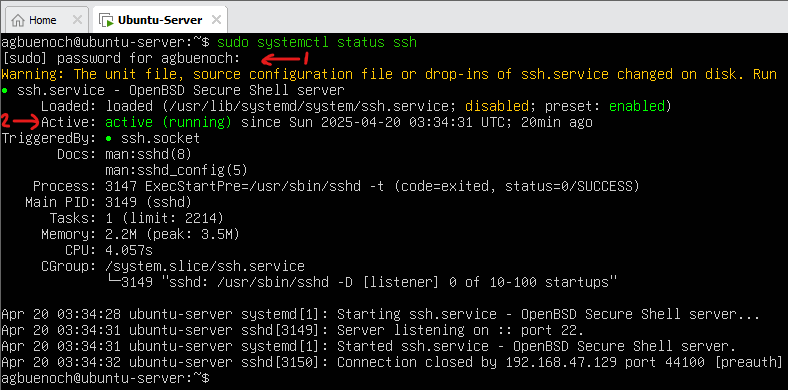 Home
Ubuntu-Server
agbuenoch@ubuntu-server:~$ sudo systemctl status ssh
[sudo] password for agbuenoch: 1
Warning: The unit file, source configuration file or drop-ins of ssh.service changed on disk. Run
● ssh.service - OpenBSD Secure Shell server
Loaded: loaded (/usr/lib/systemd/system/ssh.service; disabled; preset: enabled)
2 Active: active (running) since Sun 2025-04-20 03:34:31 UTC; 20min ago
TriggeredBy: ● ssh.socket
Docs: man:sshd(8)
man:sshd_config(5)
Process: 3147 ExecStartPre=/usr/sbin/sshd -t (code=exited, status=0/SUCCESS)
Main PID: 3149 (sshd)
Tasks: 1 (limit: 2214)
Memory: 2.2M (peak: 3.5M)
CPU: 4.057s
CGroup: /system.slice/ssh.service
└─3149 "sshd: /usr/sbin/sshd -D [listener] 0 of 10-100 startups"
Apr 20 03:34:28 ubuntu-server systemd[1]: Starting ssh.service - OpenBSD Secure Shell server...
Apr 20 03:34:31 ubuntu-server sshd[3149]: Server listening on :: port 22.
Apr 20 03:34:31 ubuntu-server systemd[1]: Started ssh.service - OpenBSD Secure Shell server.
Apr 20 03:34:32 ubuntu-server sshd[3150]: Connection closed by 192.168.47.129 port 44100 [preauth]
agbuenoch@ubuntu-server:~$